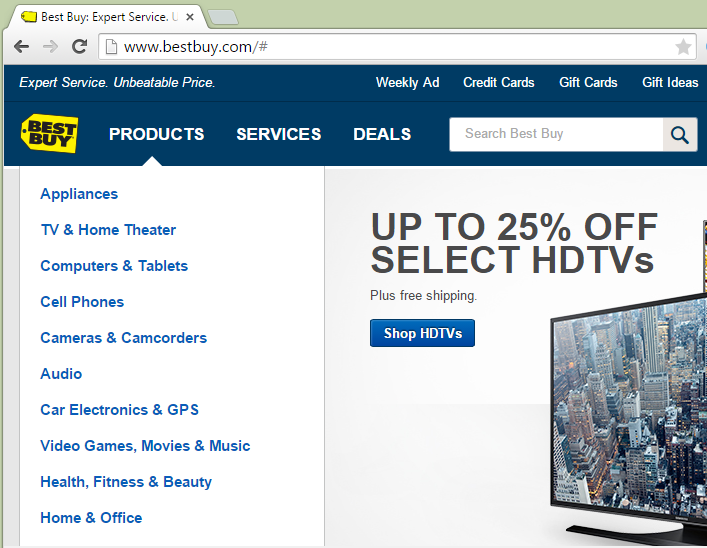 Best Buy: Expert Service. U
www.bestbuy.com/#
Expert Service. Unbeatable Price.
Weekly Ad
Credit Cards
Gift Cards
Gift Ideas
BEST
BUY
PRODUCTS
SERVICES
DEALS
Search Best Buy
Appliances
TV & Home Theater
Computers & Tablets
Cell Phones
Cameras & Camcorders
Audio
Car Electronics & GPS
Video Games, Movies & Music
Health, Fitness & Beauty
Home & Office
UP TO 25% OFF
SELECT HDTVs
Plus free shipping.
Shop HDTVs